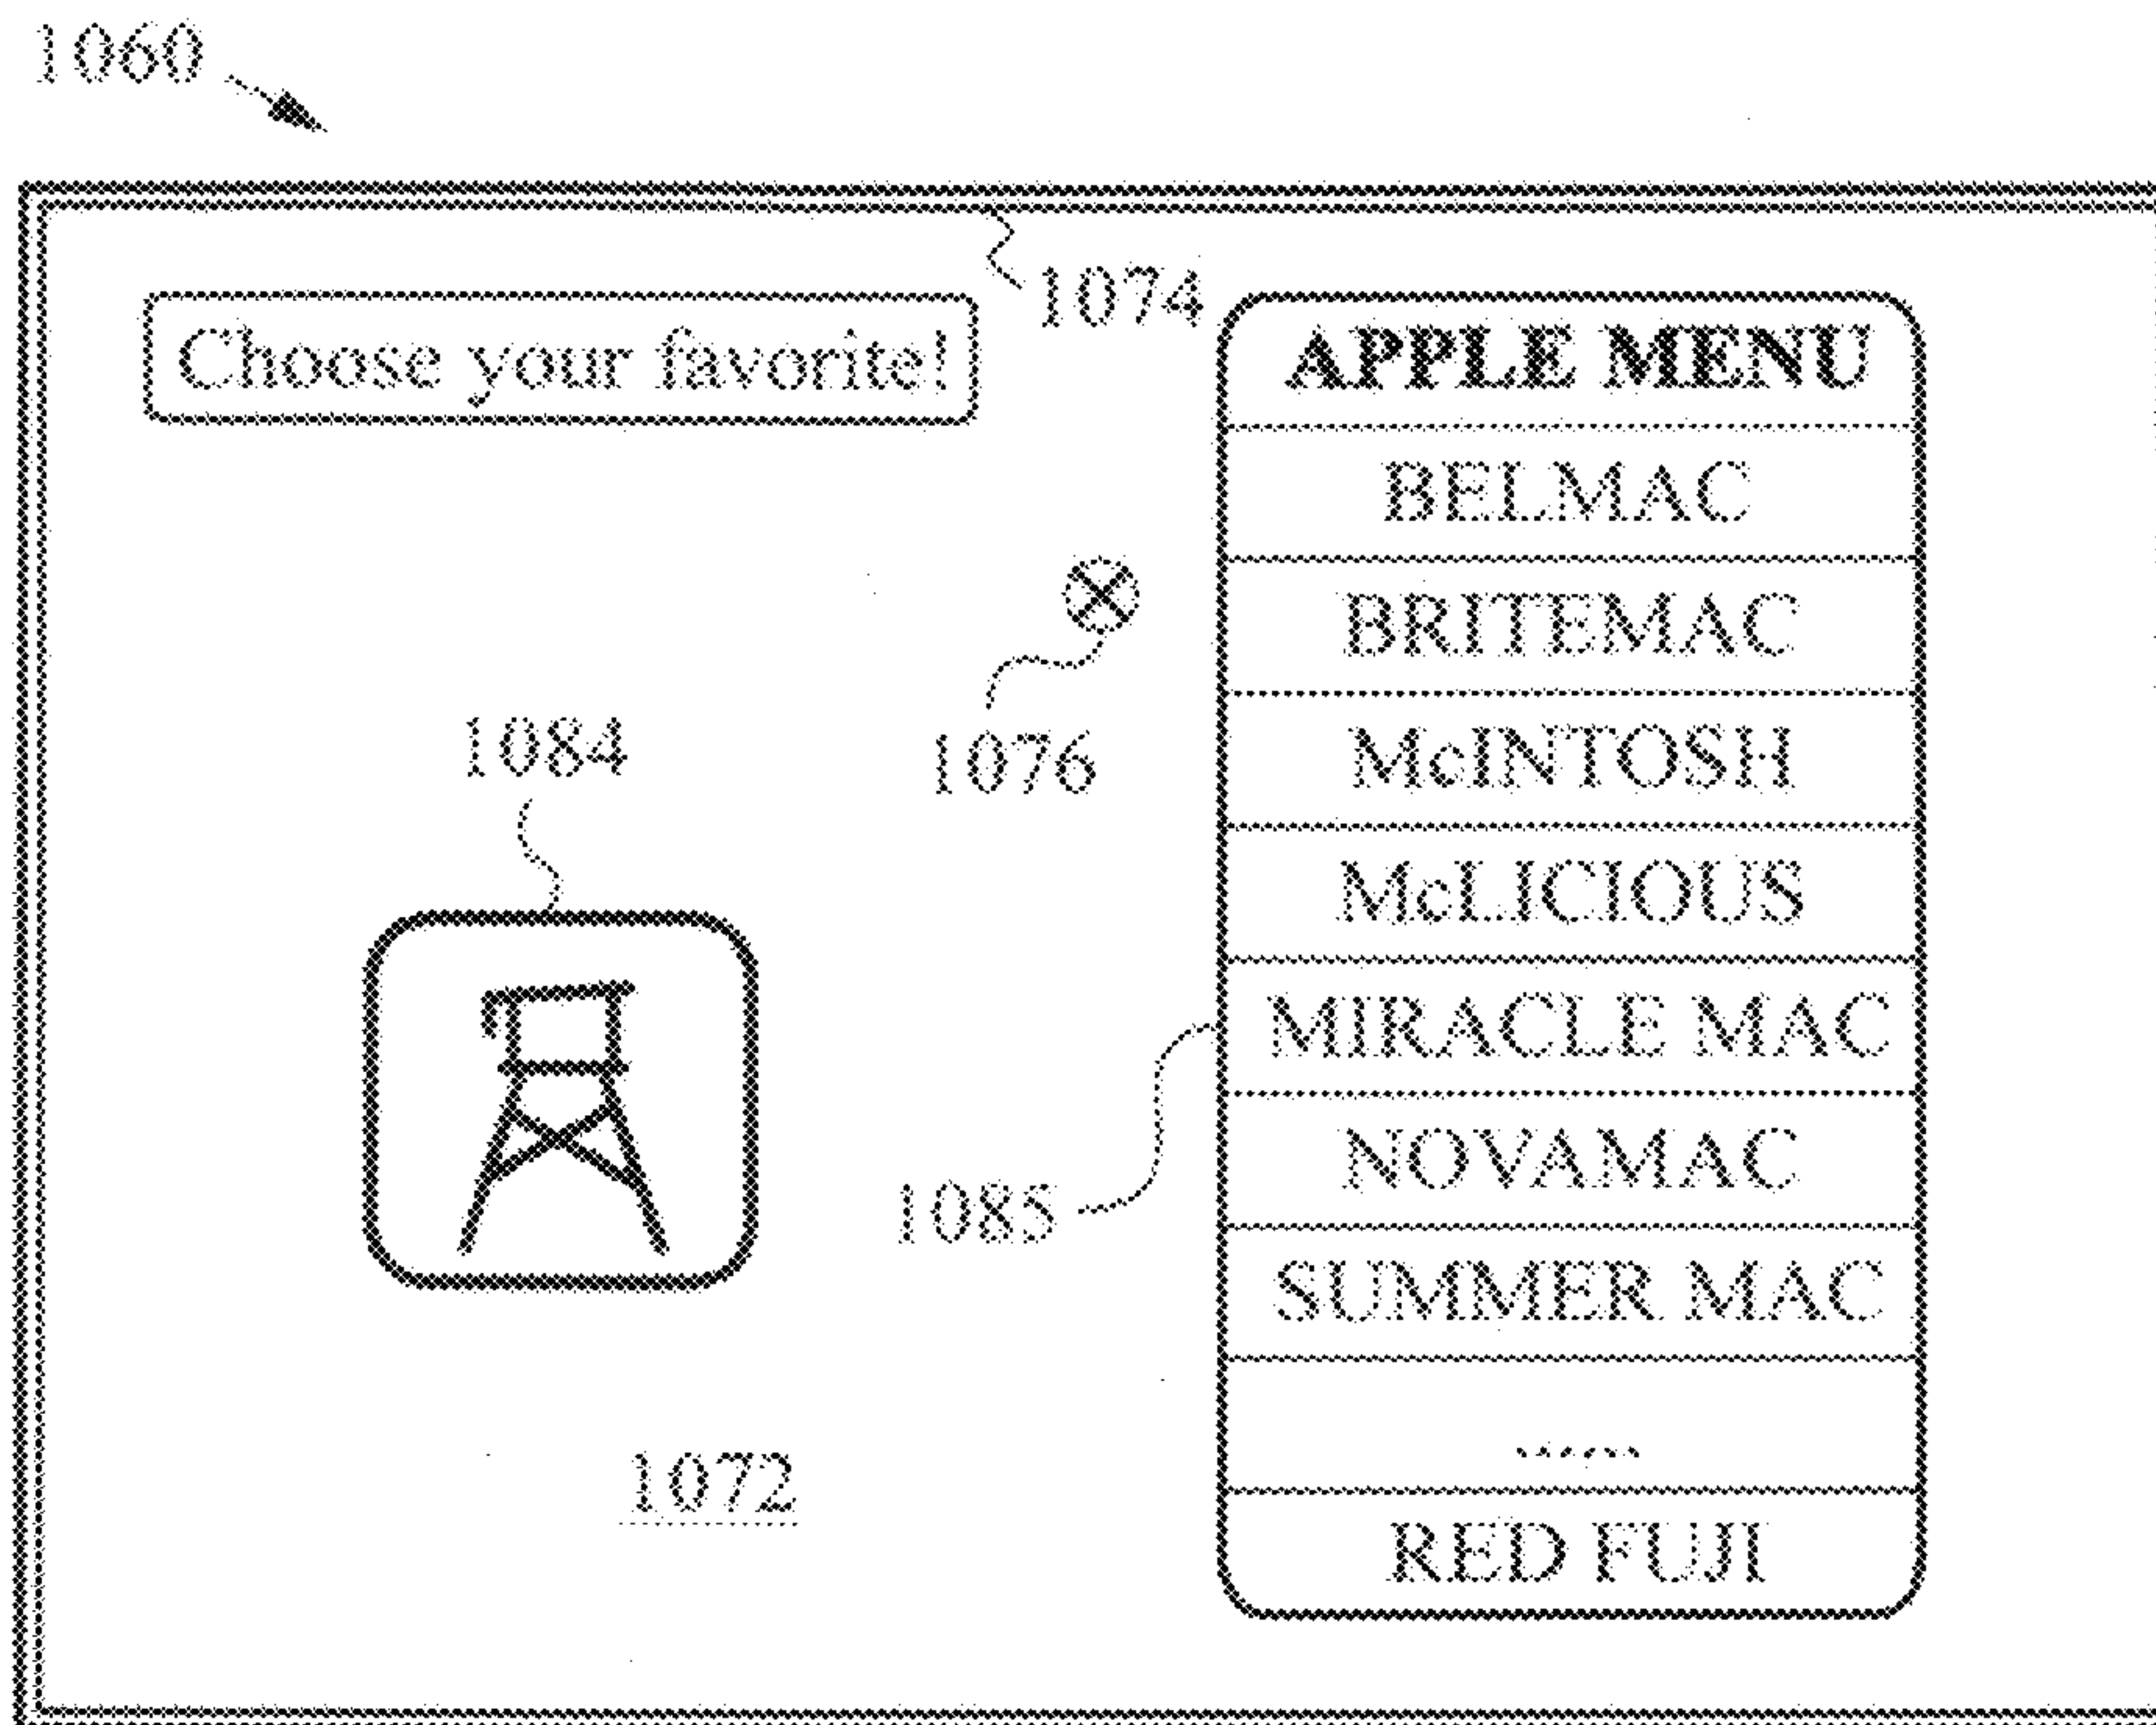 1060
1074
Choose your favorite!
APPLE MENU
BELMAC
BRITEMAC
1076
McINTOSH
1084
McLICIOUS
MIRACLE MAC
NOVAMAC
1085
SUMMER MAC
.....
1072
RED FUJI